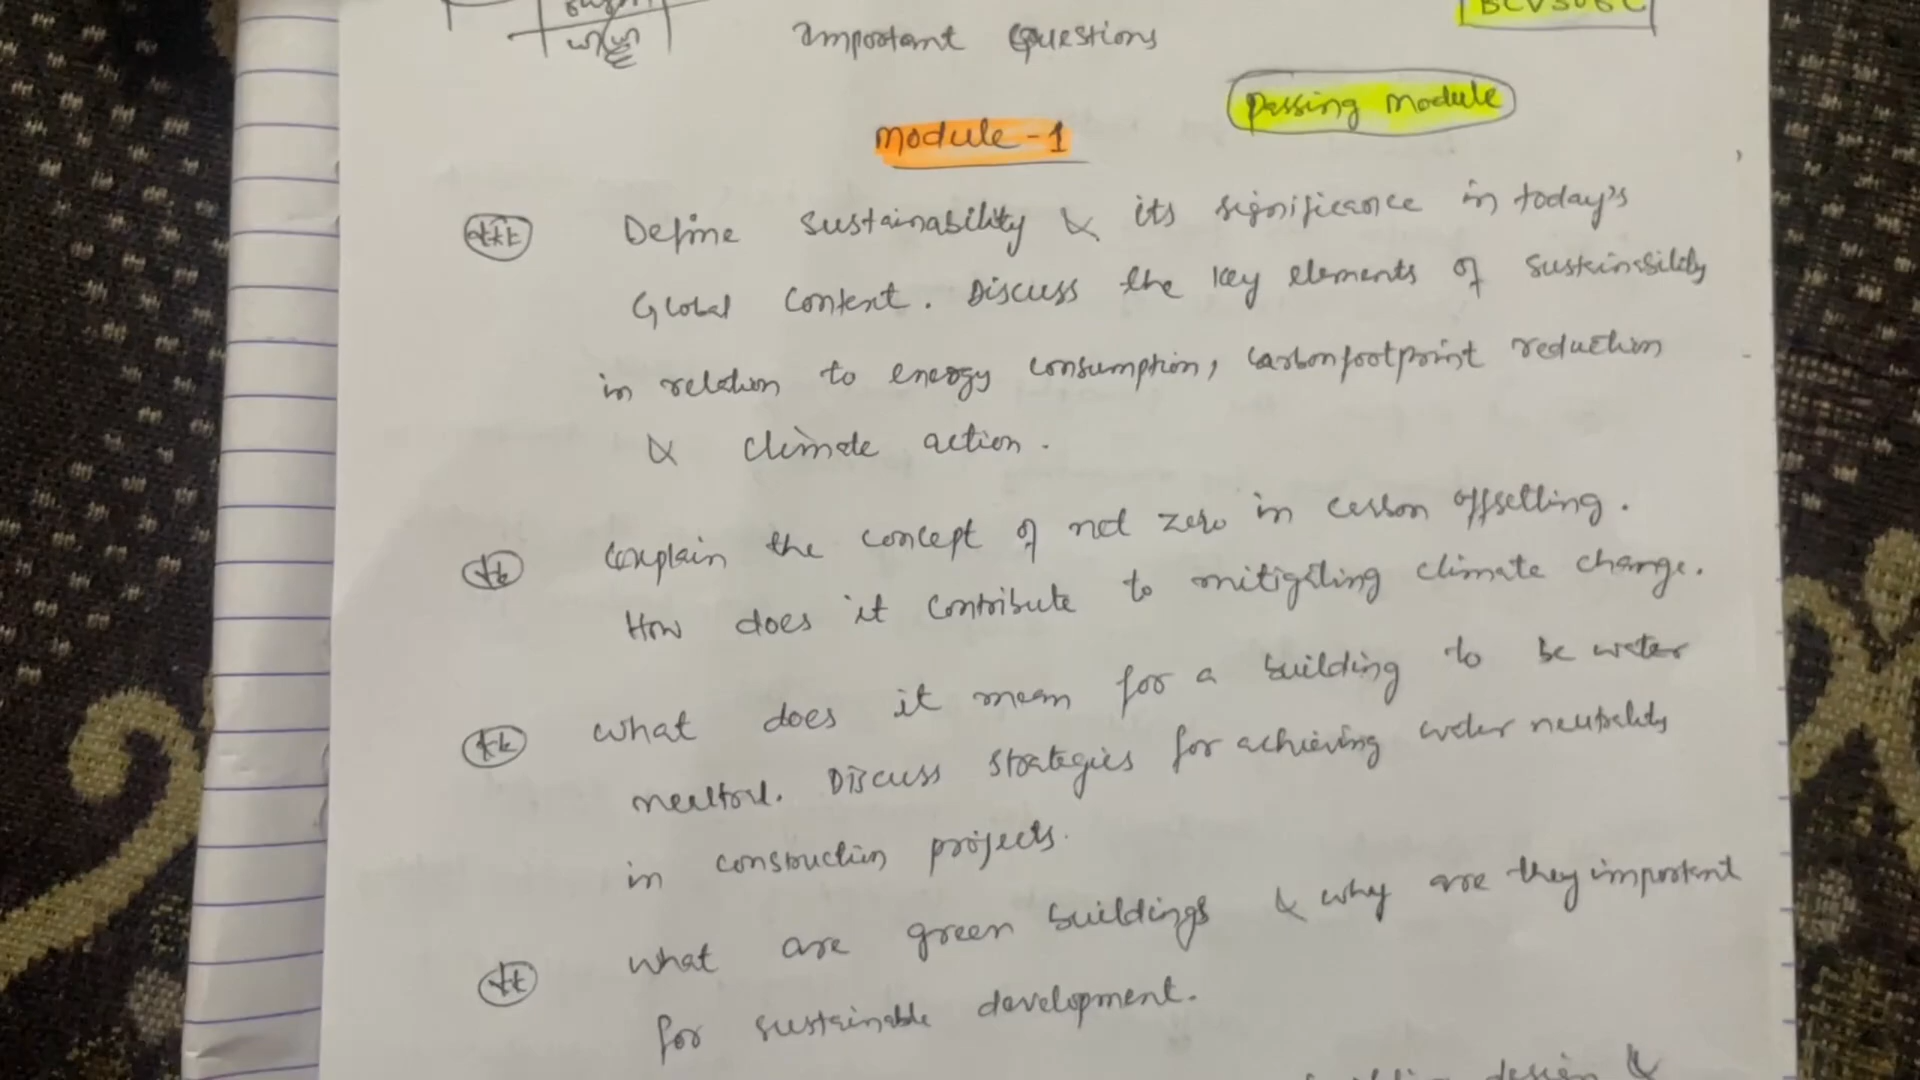 Important Questions
Passing Module
Module-1
*** Define sustainability & its significance in today's
Global context. Discuss the key elements of sustainability
in relation to energy consumption, carbonfootprint reduction
& climate action.
** Explain the concept of net zero in carbon offsetting.
How does it contribute to mitigating climate change.
** what does it mean for a building to be water
neutral. Discuss strategies for achieving water neutrality
in construction projects.
** what are green buildings & why are they important
for sustainable development.
design &